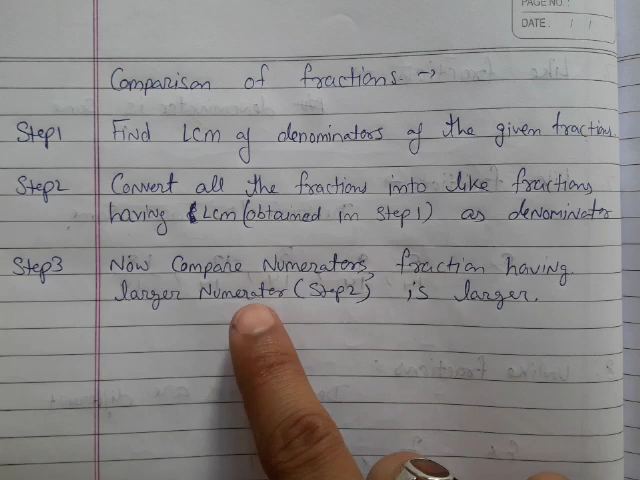 PAGE NO :
DATE : / /
Comparison of fractions →
Step1 Find LCM of denominators of the given fractions.
Step2 Convert all the fractions into like fractions
having LCM (obtained in step1) as denominator
Step3 Now Compare Numerators, fraction having
larger Numerator (Step2) is larger.